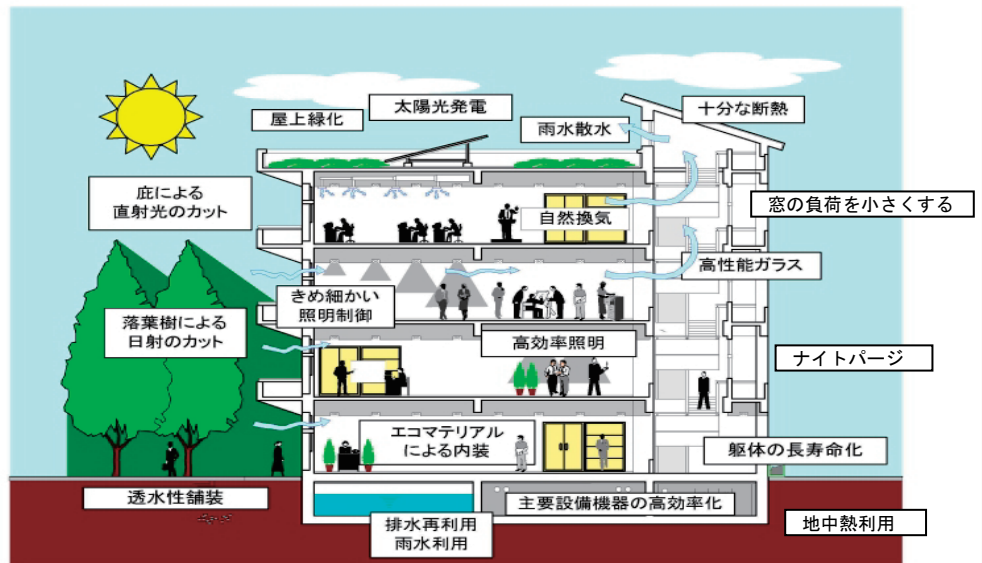 太陽光発電
十分な断熱
屋上緑化
雨水散水
庇による
直射光のカット
自然換気
窓の負荷を小さくする
高性能ガラス
きめ細かい
照明制御
落葉樹による
日射のカット
高効率照明
ナイトパージ
エコマテリアル
による内装
躯体の長寿命化
透水性舗装
主要設備機器の高効率化
排水再利用
雨水利用
地中熱利用